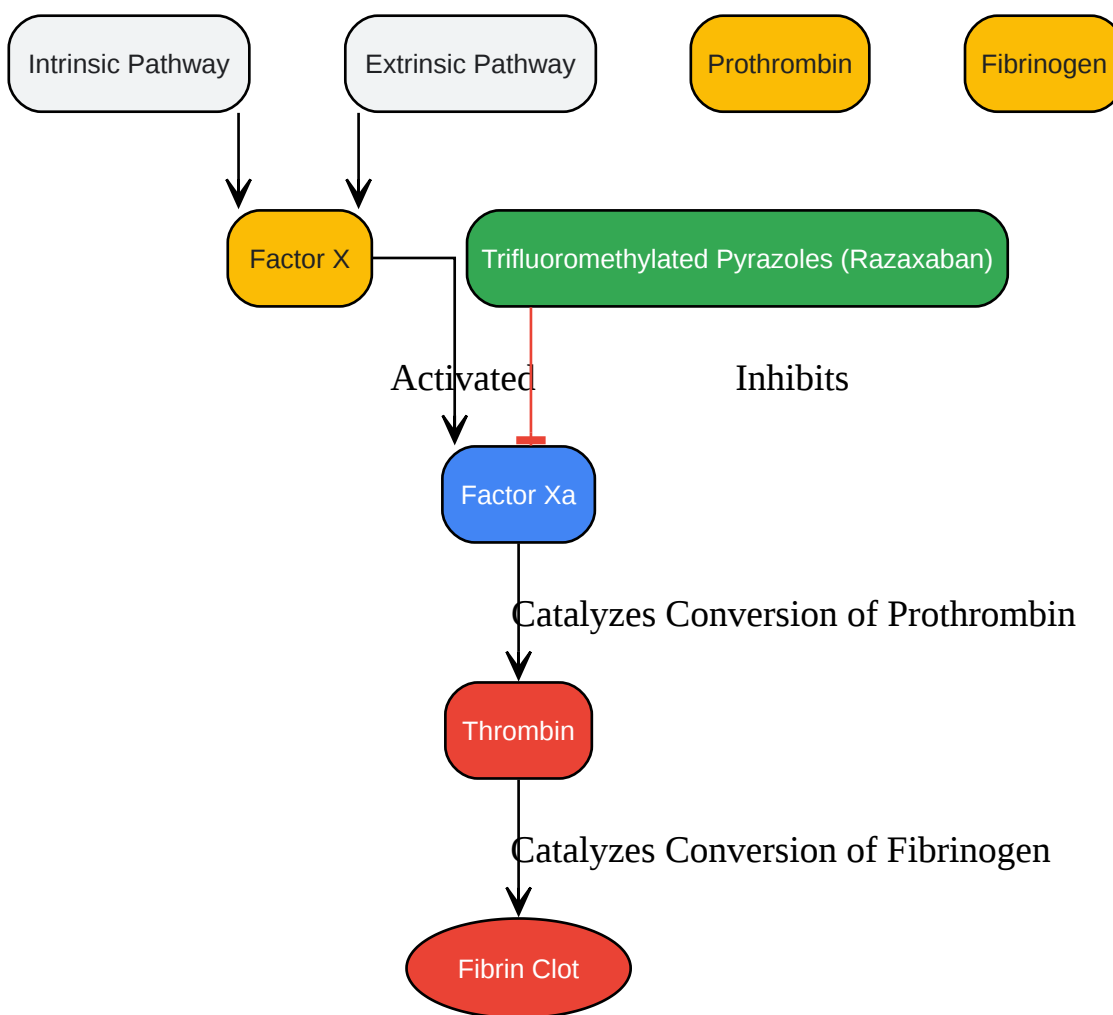 Intrinsic Pathway
Extrinsic Pathway
Prothrombin
Fibrinogen
Factor X
Trifluoromethylated Pyrazoles (Razaxaban)
Activated
Inhibits
Factor Xa
Catalyzes Conversion of Prothrombin
Thrombin
Catalyzes Conversion of Fibrinogen
Fibrin Clot